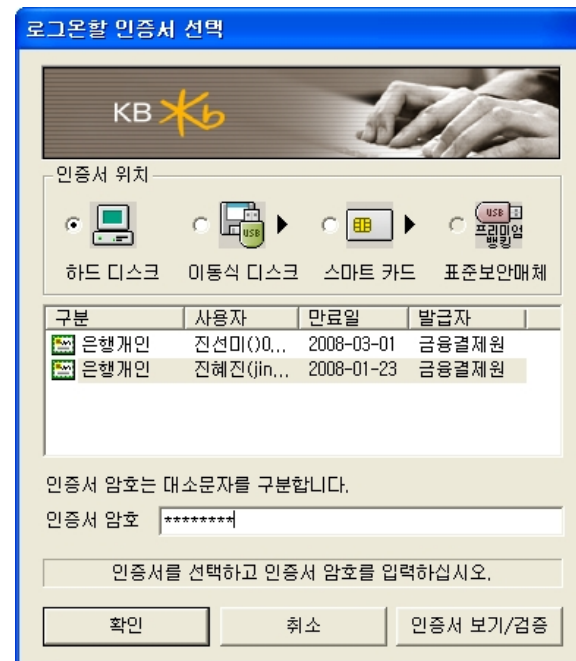 로그온할 인증서 선택
KB Kb
인증서 위치
USB
USB 프리미엄 뱅킹
하드 디스크 이동식 디스크 스마트 카드 표준보안매체
구분 사용자 만료일 발급자
은행개인 진선미()0,,, 2008-03-01 금융결제원
은행개인 진혜진(jin,,, 2008-01-23 금융결제원
인증서 암호는 대소문자를 구분합니다.
인증서 암호 ********
인증서를 선택하고 인증서 암호를 입력하십시오.
확인 취소 인증서 보기/검증